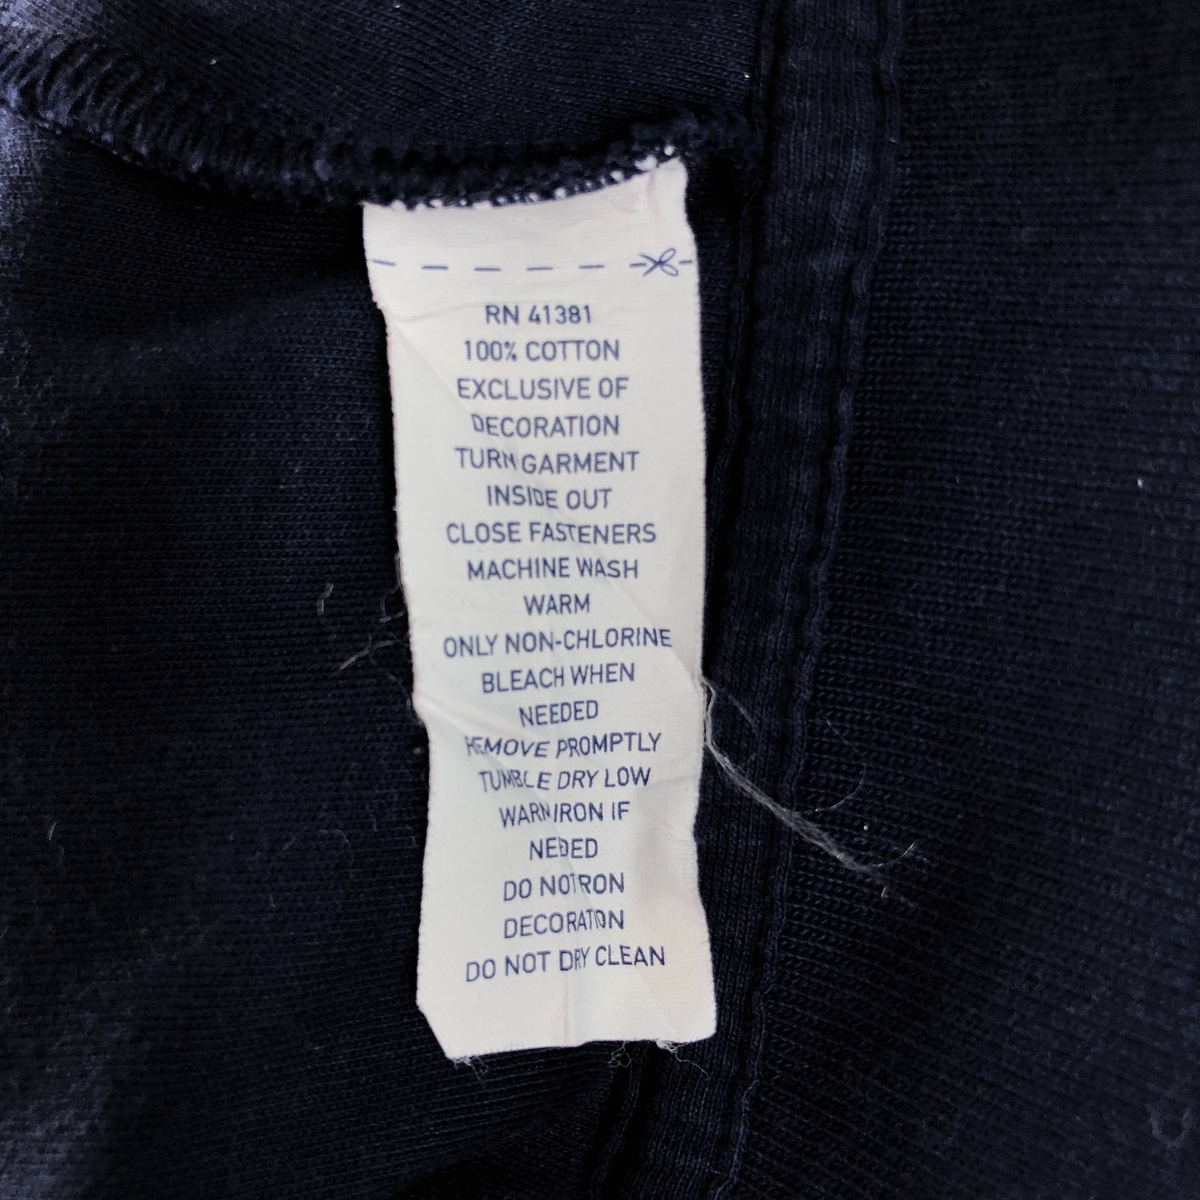 RN 41381
100% COTTON
EXCLUSIVE OF
DECORATION
TURN GARMENT
INSIDE OUT
CLOSE FASTENERS
MACHINE WASH
WARM
ONLY NON-CHLORINE
BLEACH WHEN
NEEDED
REMOVE PROMPTLY
TUMBLE DRY LOW
WARM IRON IF
NEEDED
DO NOT IRON
DECORATION
DO NOT DRY CLEAN